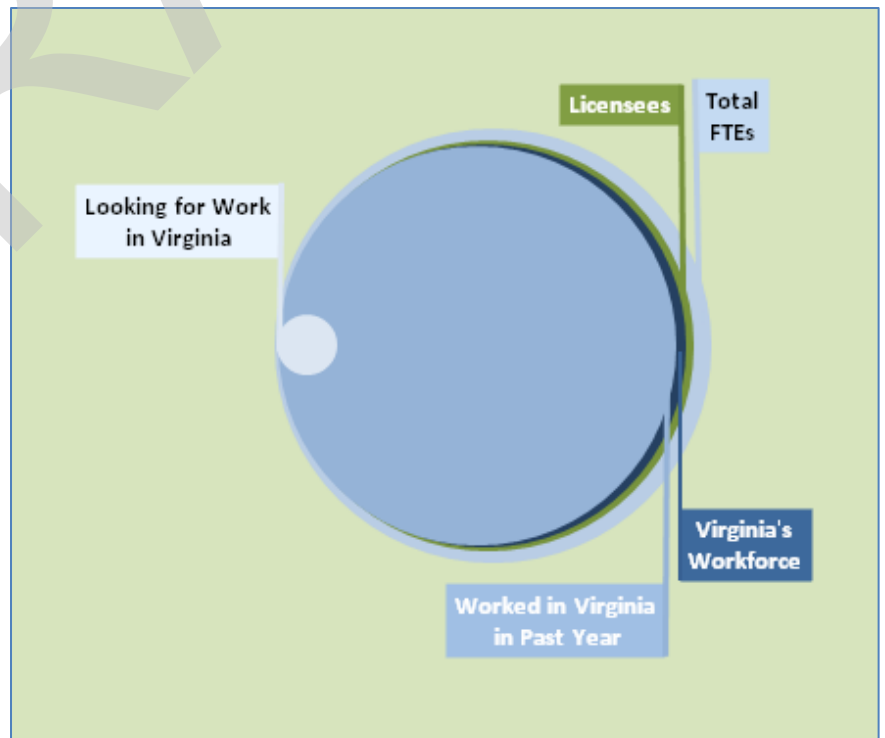 Licensees
Total
FTEs
Looking for Work
in Virginia
Virginia's
Workforce
Worked in Virginia
in Past Year